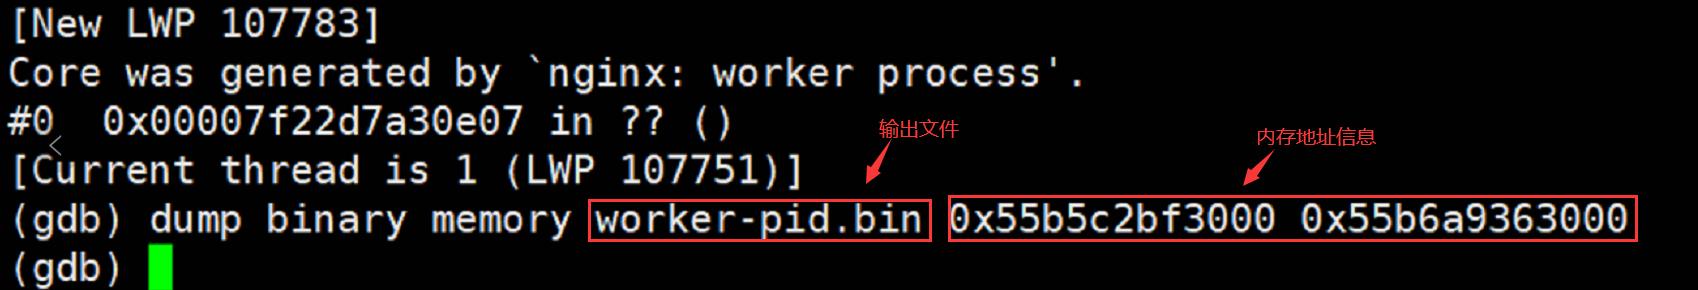 [New LWP 107783]
Core was generated by `nginx: worker process'.
#0  0x00007f22d7a30e07 in ?? ()
输出文件
内存地址信息
[Current thread is 1 (LWP 107751)]
(gdb) dump binary memory worker-pid.bin 0x55b5c2bf3000 0x55b6a9363000
(gdb)